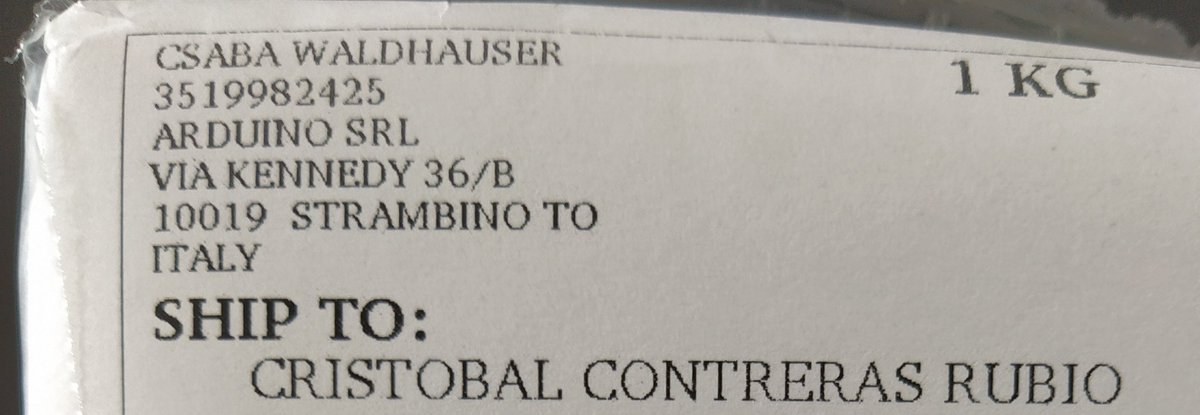 CSABA WALDHAUSER
1 KG
3519982425
ARDUINO SRL
VIA KENNEDY 36/B
10019 STRAMBINO TO
ITALY
SHIP TO:
CRISTOBAL CONTRERAS RUBIO